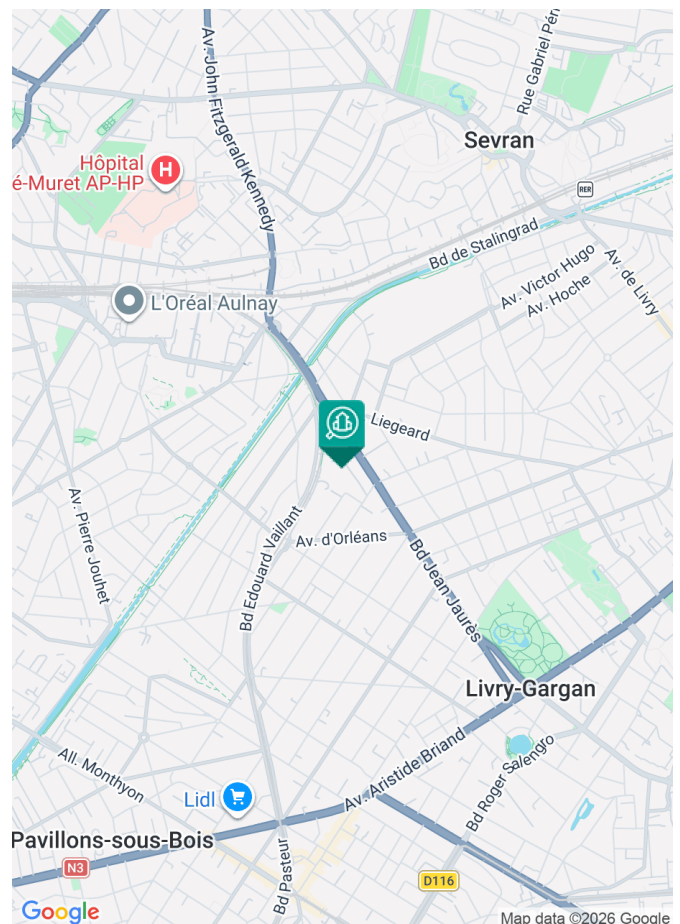 Av. John Fitzgerald Kennedy
Rue Gabriel Pér
Sevran
Hôpital
é-Muret AP-HP
H
RER
Bd de Stalingrad
Av. Victor Hugo
Av. Hoche
Av. de Livry
L'Oréal Aulnay
Liegeard
Av. Pierre Jouhet
Bd Edouard Vaillant
Av. d'Orléans
Bd Jean Jaurès
Livry-Gargan
All. Monthyon
Av. Aristide Briand
Bd Roger Salengro
Lidl
Pavillons-sous-Bois
N3
Bd Pasteur
D116
Google
Map data ©2026 Google